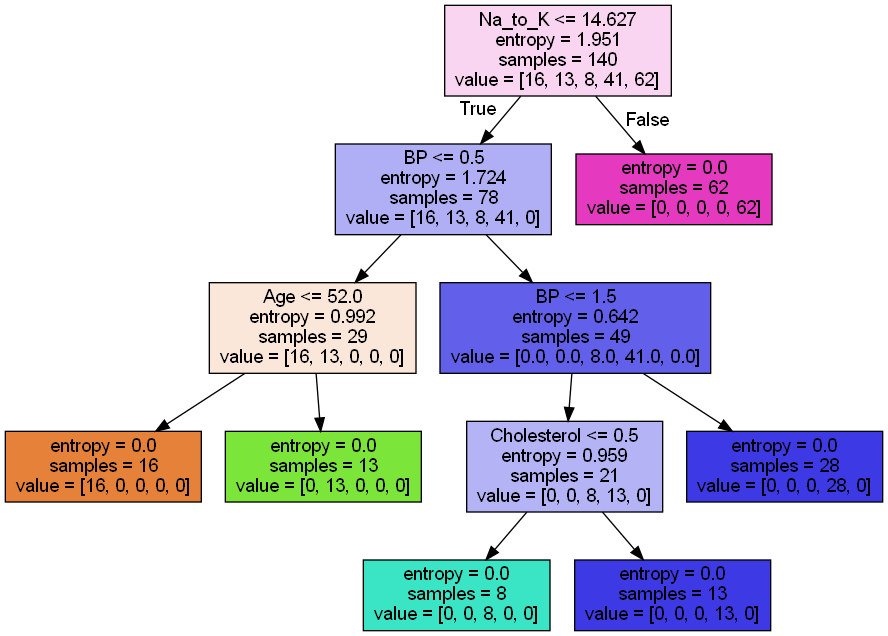 Na_to_K <= 14.627
entropy = 1.951
samples = 140
value = [16, 13, 8, 41, 62]
True
False
BP <= 0.5
entropy = 1.724
samples = 78
value = [16, 13, 8, 41, 0]
entropy = 0.0
samples = 62
value = [0, 0, 0, 0, 62]
Age <= 52.0
entropy = 0.992
samples = 29
value = [16, 13, 0, 0, 0]
BP <= 1.5
entropy = 0.642
samples = 49
value = [0.0, 0.0, 8.0, 41.0, 0.0]
entropy = 0.0
samples = 16
value = [16, 0, 0, 0, 0]
entropy = 0.0
samples = 13
value = [0, 13, 0, 0, 0]
Cholesterol <= 0.5
entropy = 0.959
samples = 21
value = [0, 0, 8, 13, 0]
entropy = 0.0
samples = 28
value = [0, 0, 0, 28, 0]
entropy = 0.0
samples = 8
value = [0, 0, 8, 0, 0]
entropy = 0.0
samples = 13
value = [0, 0, 0, 13, 0]